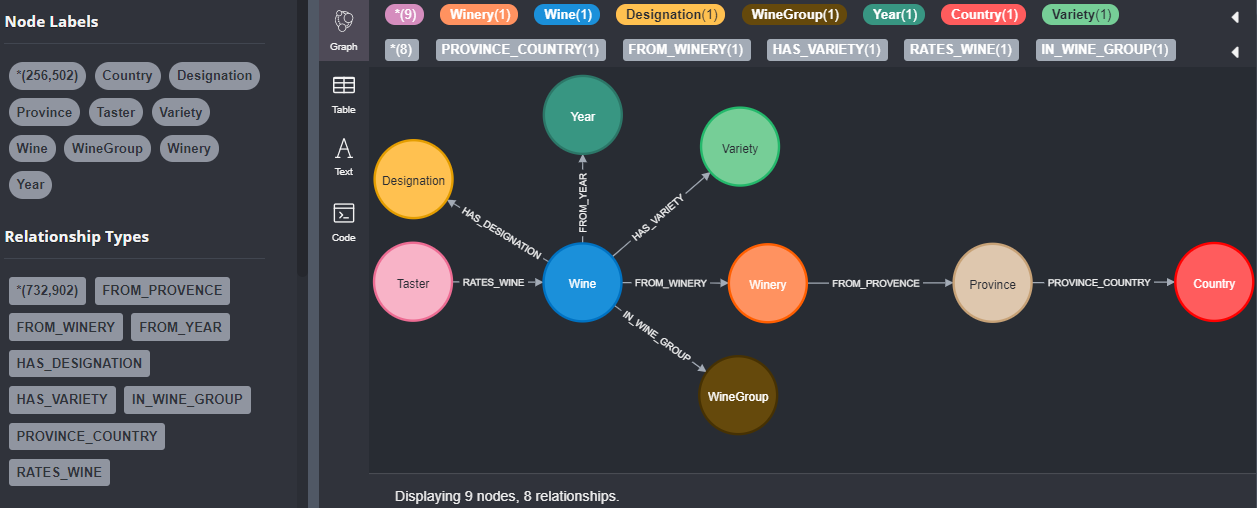 Node Labels
*(256,502) Country Designation
Province Taster Variety
Wine WineGroup Winery
Year
Relationship Types
*(732,902) FROM_PROVENCE
FROM_WINERY FROM_YEAR
HAS_DESIGNATION
HAS_VARIETY IN_WINE_GROUP
PROVINCE_COUNTRY
RATES_WINE
Graph
Table
Text
Code
*(9) Winery(1) Wine(1) Designation(1) WineGroup(1) Year(1) Country(1) Variety(1)
*(8) PROVINCE_COUNTRY(1) FROM_WINERY(1) HAS_VARIETY(1) RATES_WINE(1) IN_WINE_GROUP(1)
Year
Variety
Designation
FROM_YEAR
HAS_VARIETY
HAS_DESIGNATION
Taster RATES_WINE Wine FROM_WINERY Winery FROM_PROVENCE Province PROVINCE_COUNTRY Country
IN_WINE_GROUP
WineGroup
Displaying 9 nodes, 8 relationships.